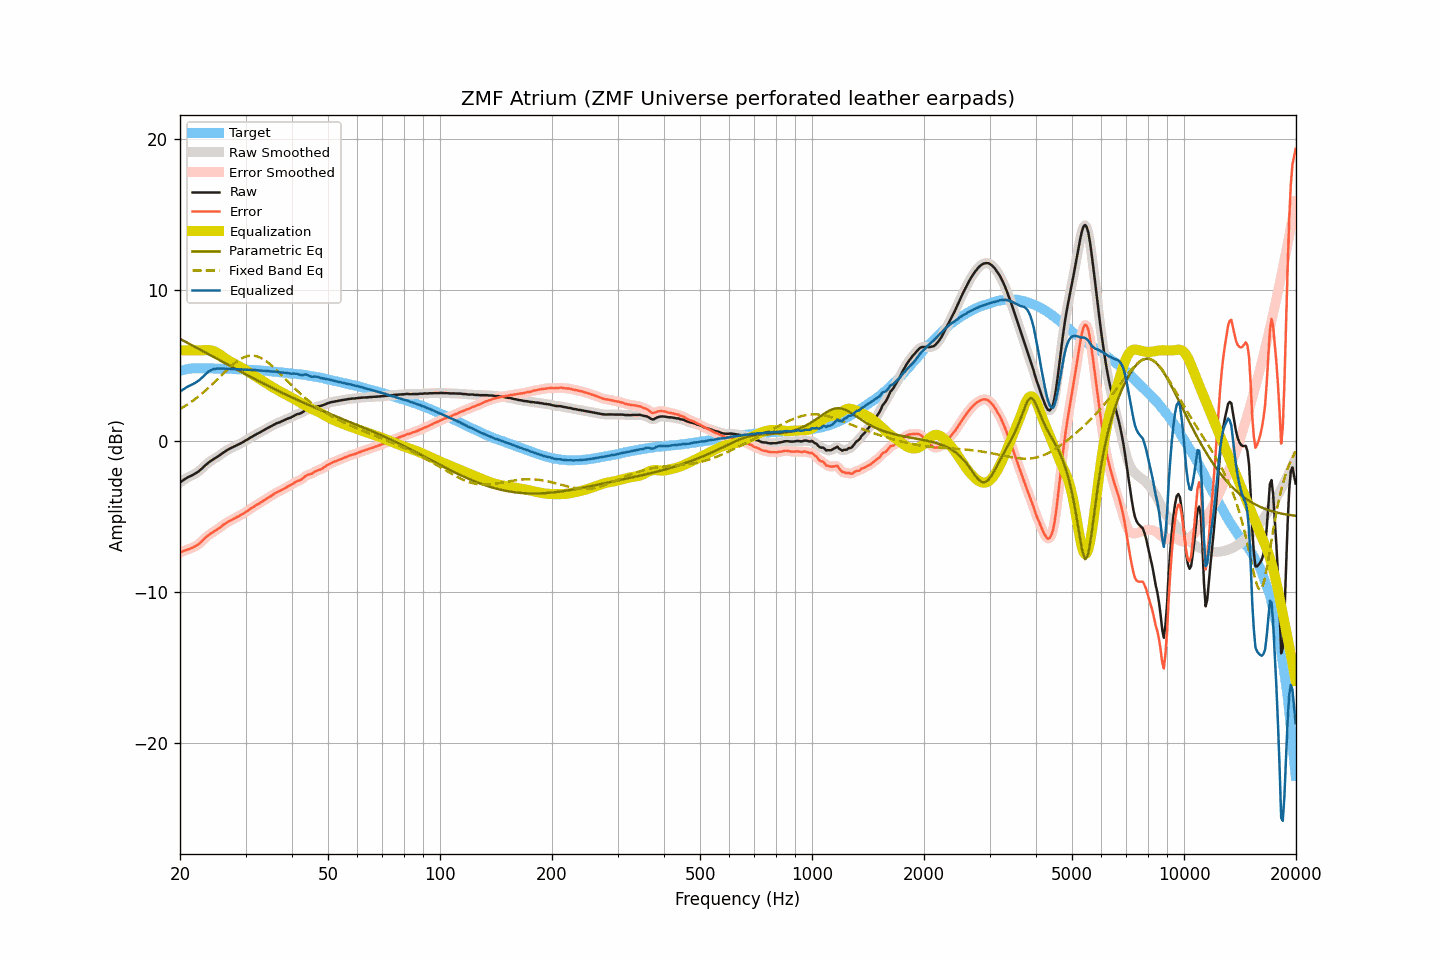 ZMF Atrium (ZMF Universe perforated leather earpads)
Target
Raw Smoothed
Error Smoothed
Raw
Error
Equalization
Parametric Eq
Fixed Band Eq
Equalized
20
10
0
−10
−20
Amplitude (dBr)
20 50 100 200 500 1000 2000 5000 10000 20000
Frequency (Hz)